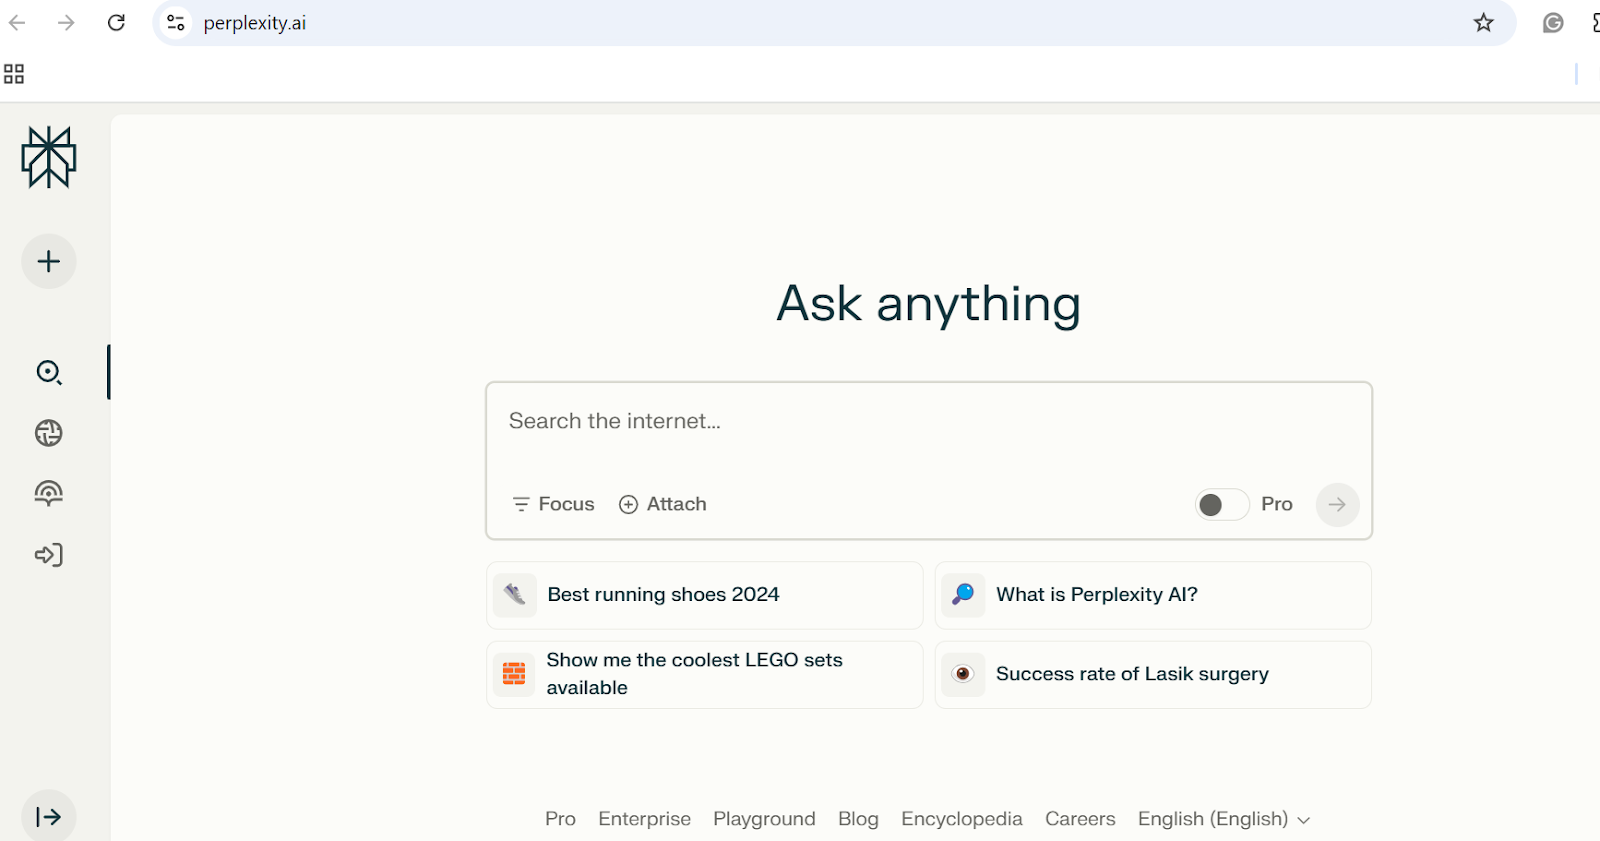 perplexity.ai
Ask anything
Search the internet...
Focus Attach Pro
Best running shoes 2024
What is Perplexity AI?
Show me the coolest LEGO sets
available
Success rate of Lasik surgery
Pro Enterprise Playground Blog Encyclopedia Careers English (English)